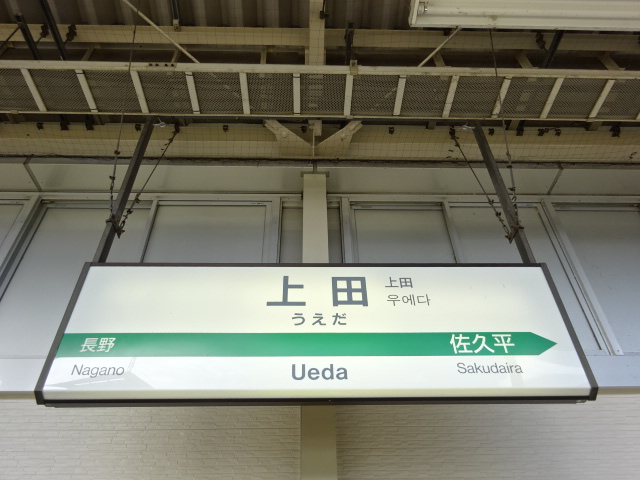 上田 上田
우에다
うえだ
長野 佐久平
Nagano Ueda Sakudaira